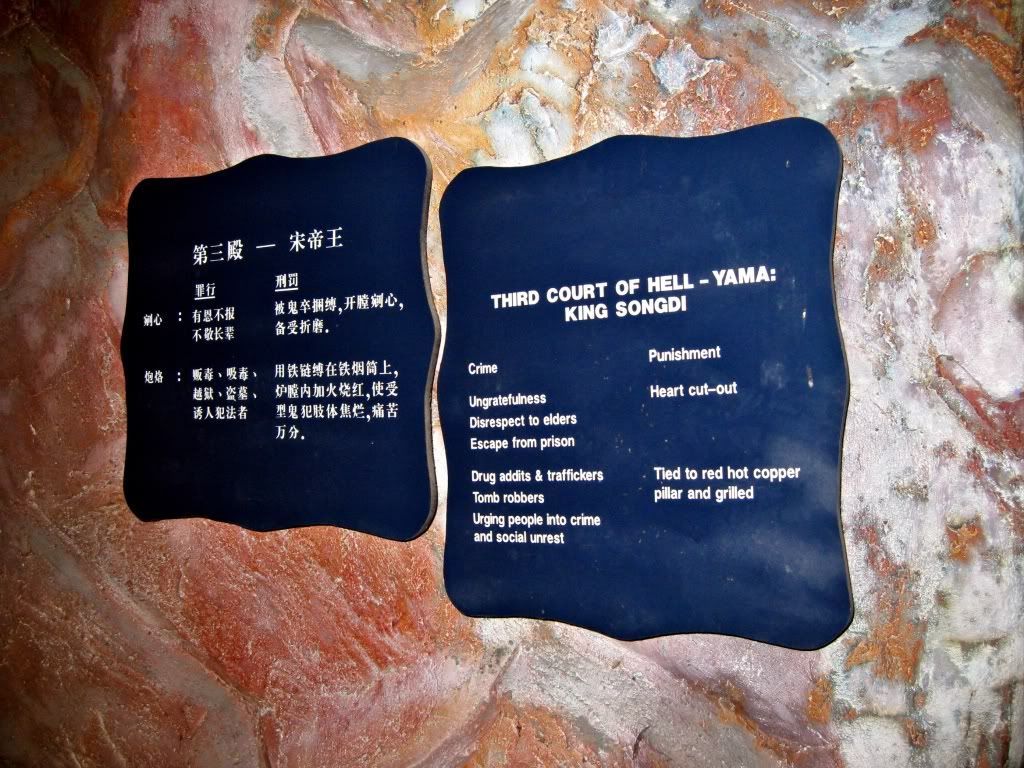 第三殿 — 宋帝王
罪行 刑罚
剜心 : 有恩不报 被鬼卒捆缚,开膛剜心,
不敬长辈 备受折磨.
炮烙 : 贩毒、吸毒、 用铁链缚在铁烟筒上,
越狱、盗墓、 炉膛内加火烧红,使受
诱人犯法者 型鬼犯肢体焦烂,痛苦
万分.
THIRD COURT OF HELL – YAMA:
KING SONGDI
Crime Punishment
Ungratefulness Heart cut–out
Disrespect to elders
Escape from prison
Drug addits & traffickers Tied to red hot copper
Tomb robbers pillar and grilled
Urging people into crime
and social unrest